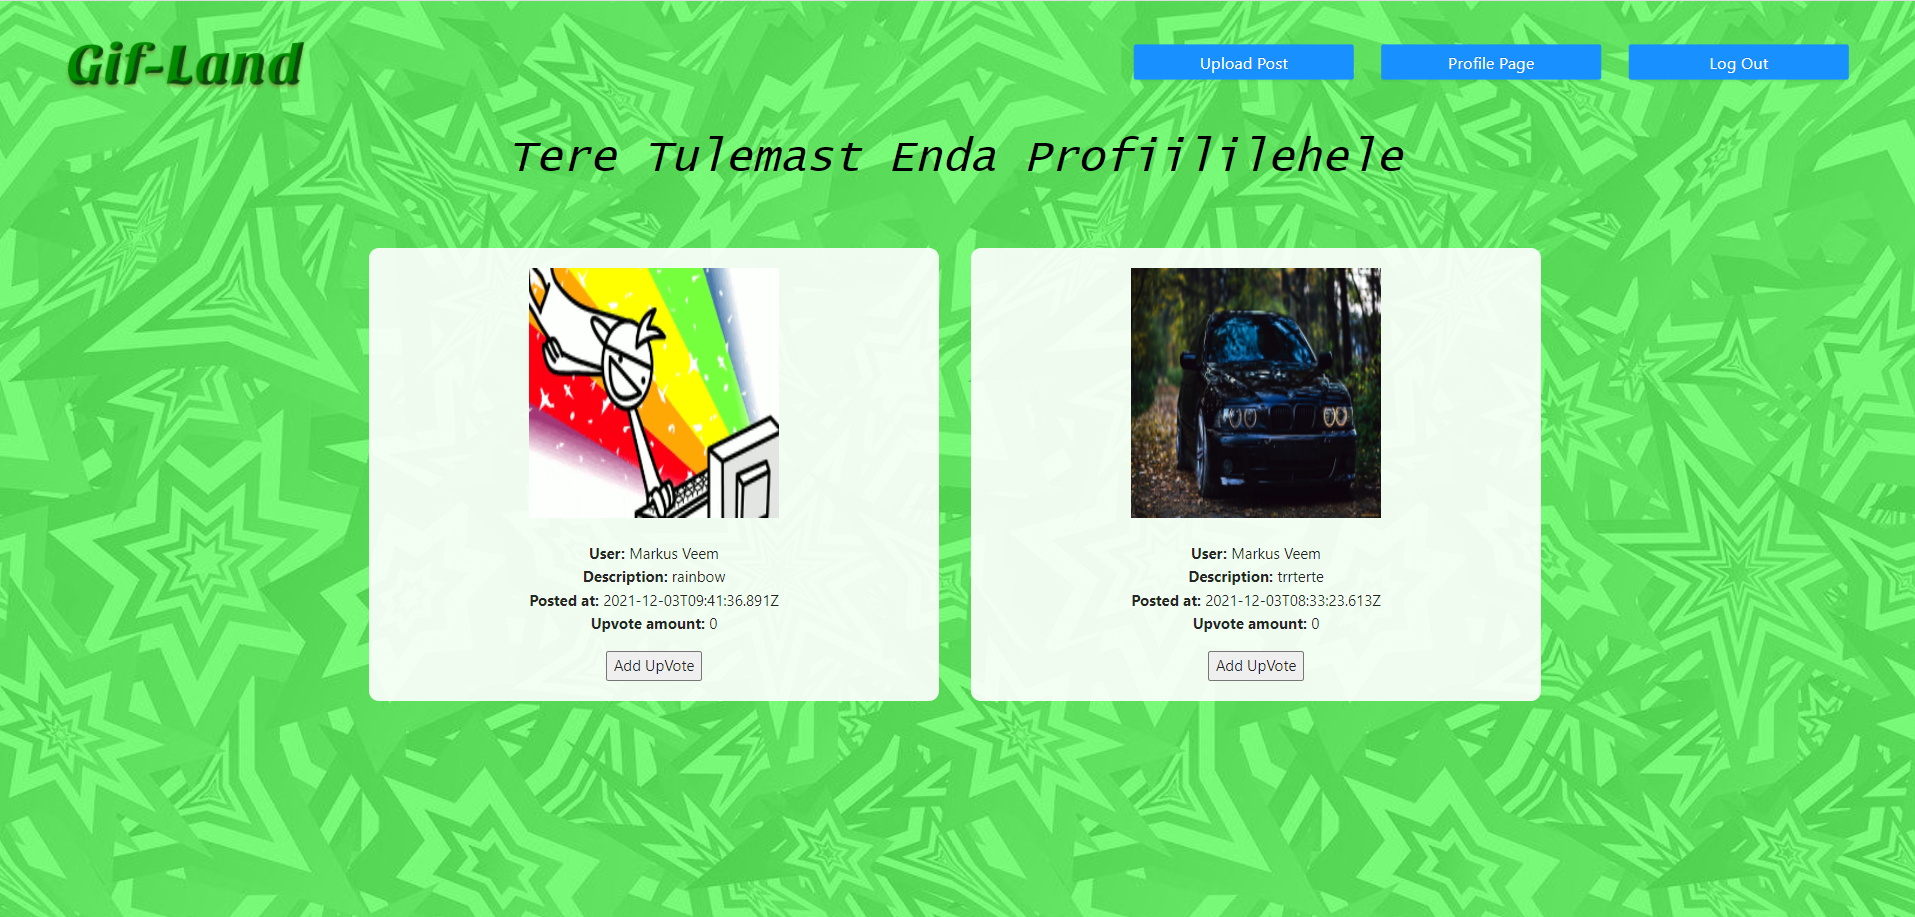 Gif-Land
Upload Post
Profile Page
Log Out
Tere Tulemast Enda Profiililehele
User: Markus Veem
Description: rainbow
Posted at: 2021-12-03T09:41:36.891Z
Upvote amount: 0
Add UpVote
User: Markus Veem
Description: trrterte
Posted at: 2021-12-03T08:33:23.613Z
Upvote amount: 0
Add UpVote